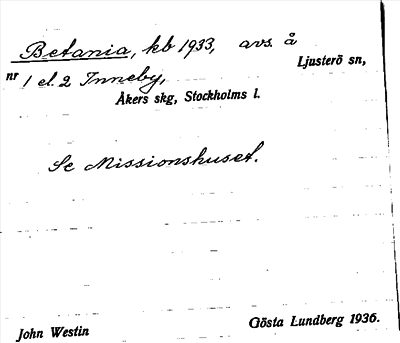 Betania, kb 1933, avs. å
Ljusterö sn,
nr 1 el. 2 Inneby,
Åkers skg, Stockholms l.
Se Missionshuset.
John Westin
Gösta Lundberg 1936.